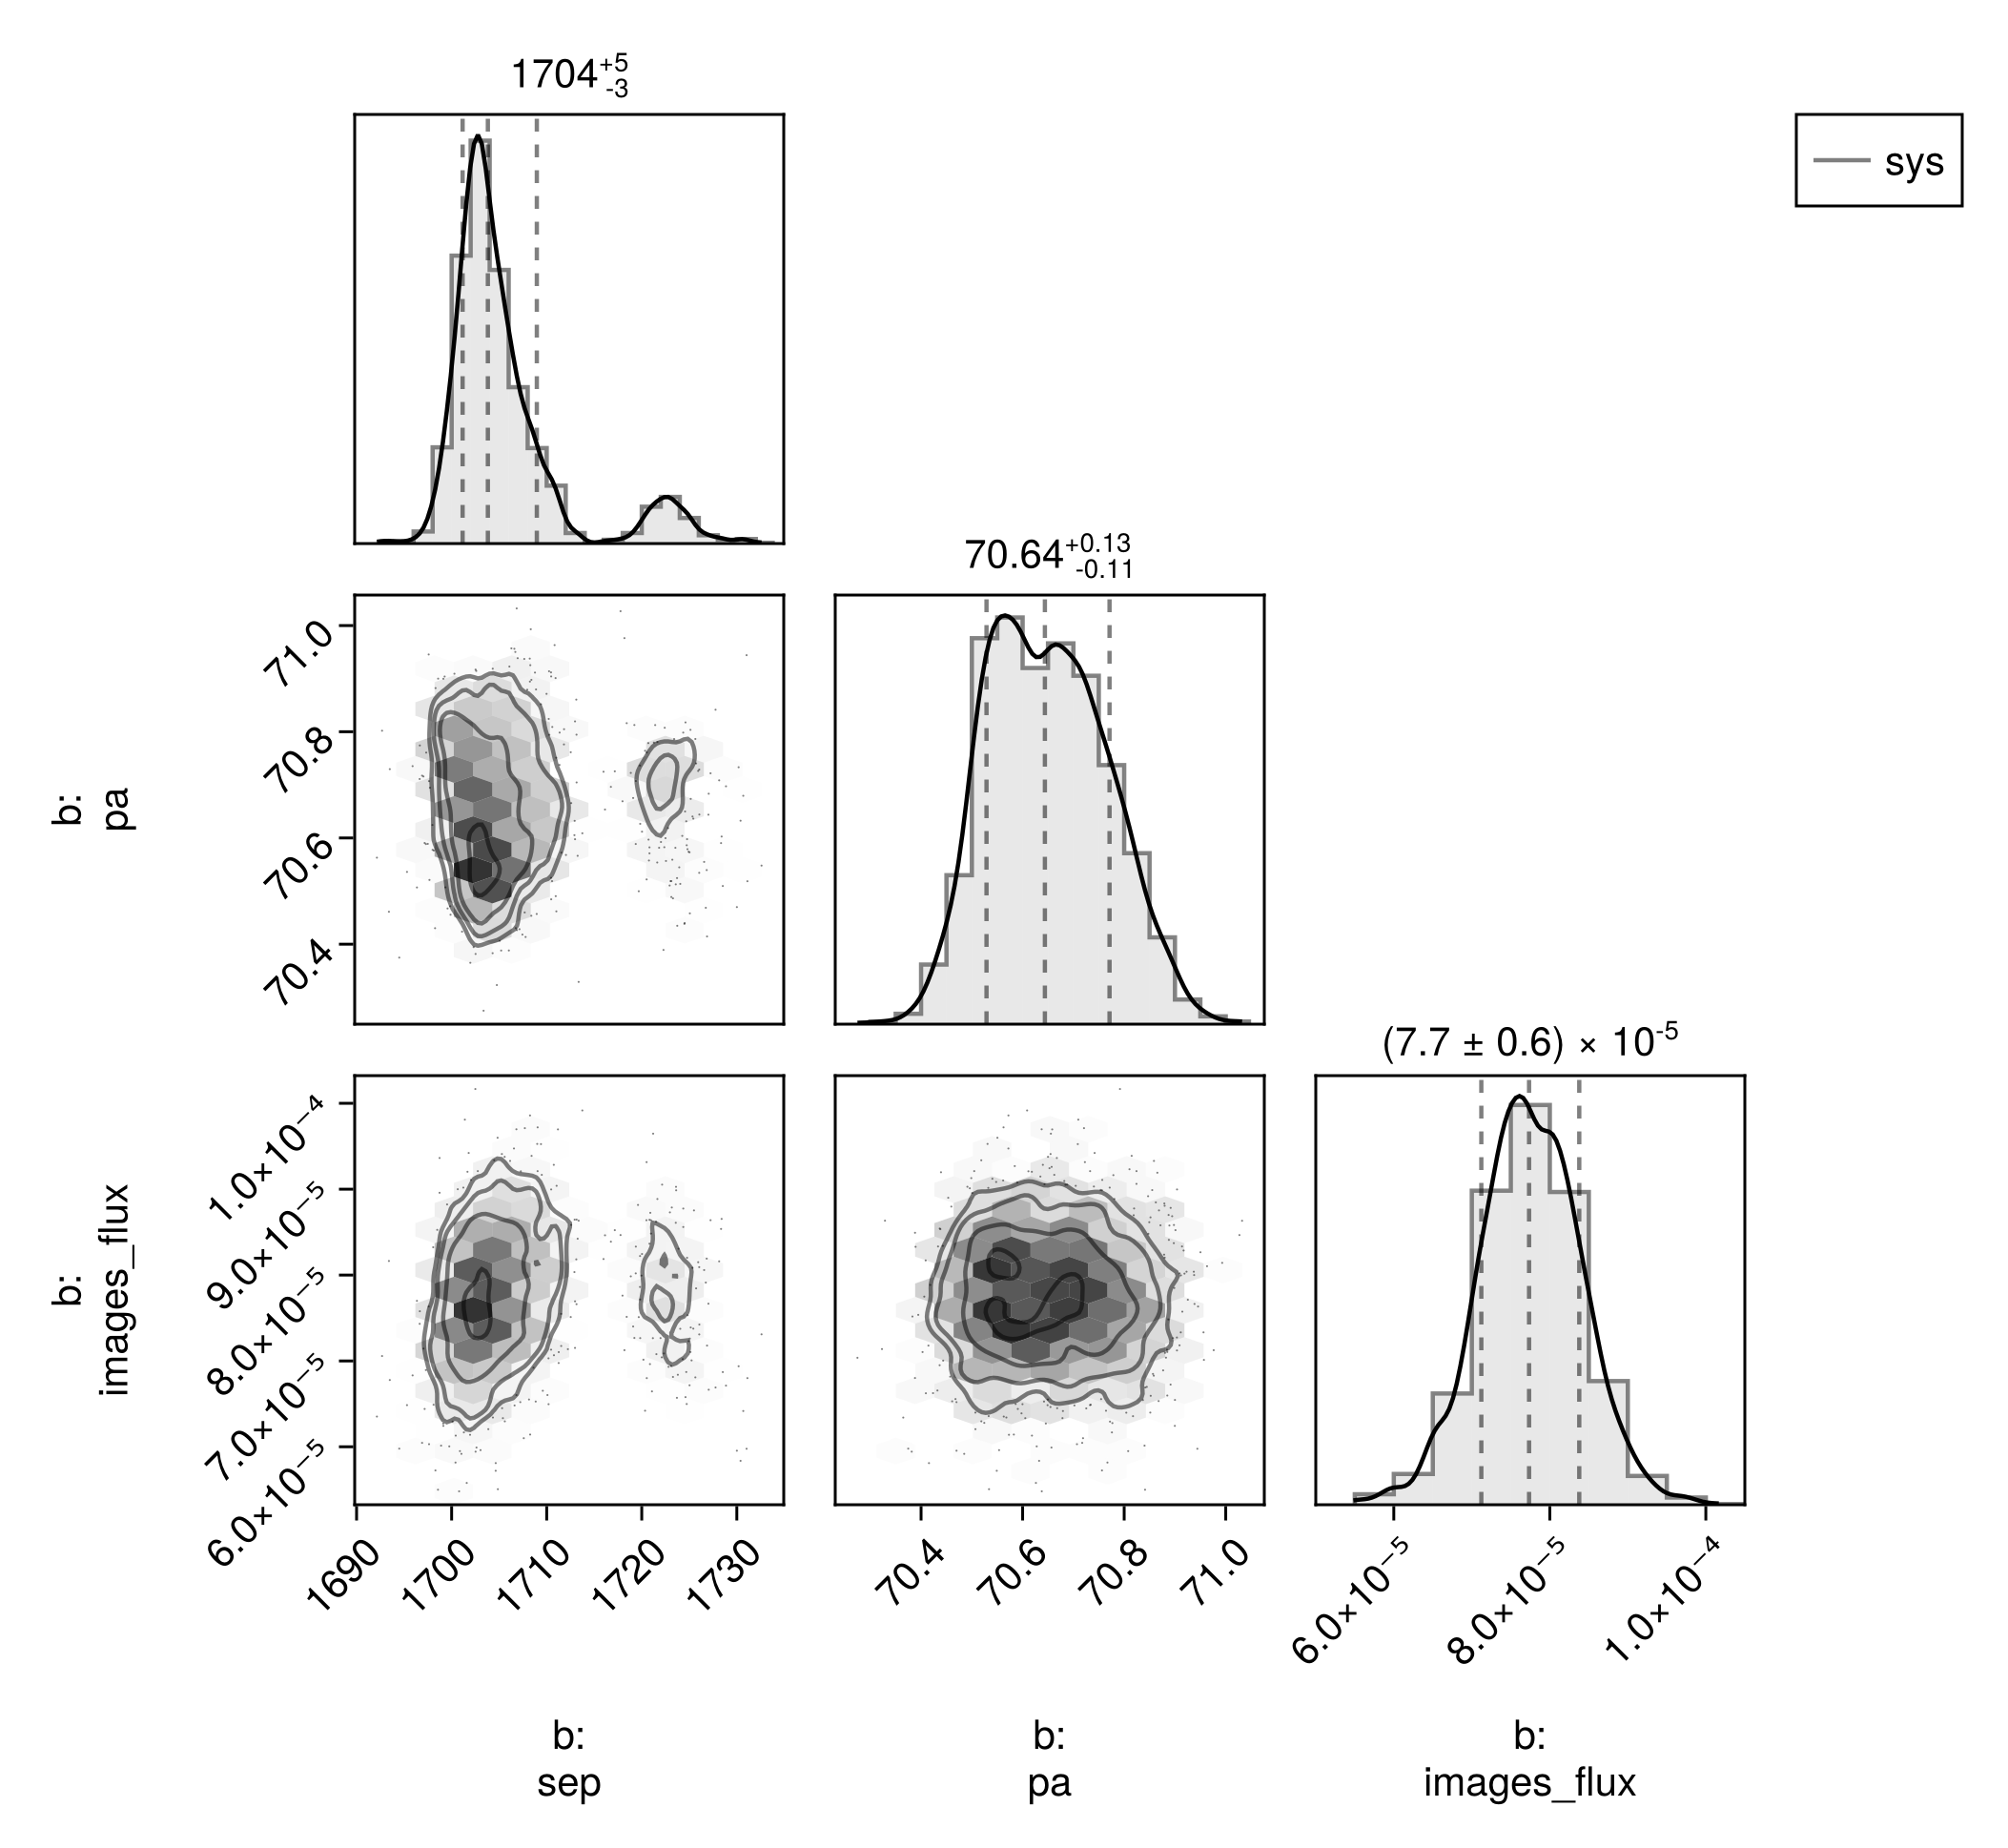 1704+5-3
sys
70.64+0.13-0.11
71.0
70.8
70.6
70.4
b:
pa
(7.7 ± 0.6) × 10-5
1.0×10−4
9.0×10−5
8.0×10−5
7.0×10−5
6.0×10−5
b:
images_flux
1690 1700 1710 1720 1730
70.4 70.6 70.8 71.0
6.0×10−5 8.0×10−5 1.0×10−4
b:
sep
b:
pa
b:
images_flux